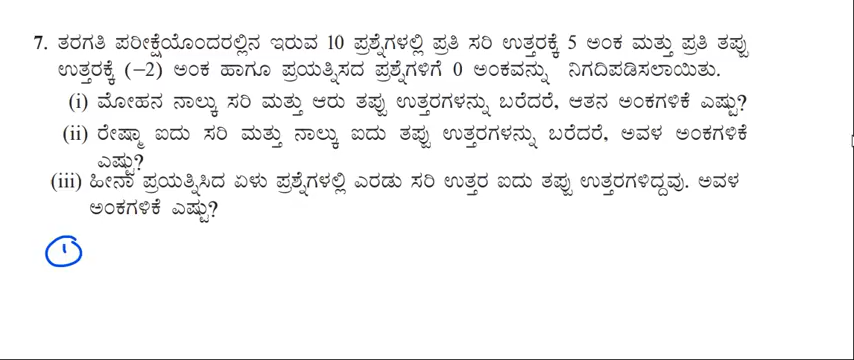 7. ತರಗತಿ ಪರೀಕ್ಷೆಯೊಂದರಲ್ಲಿನ ಇರುವ 10 ಪ್ರಶ್ನೆಗಳಲ್ಲಿ ಪ್ರತಿ ಸರಿ ಉತ್ತರಕ್ಕೆ 5 ಅಂಕ ಮತ್ತು ಪ್ರತಿ ತಪ್ಪು
ಉತ್ತರಕ್ಕೆ (−2) ಅಂಕ ಹಾಗೂ ಪ್ರಯತ್ನಿಸದ ಪ್ರಶ್ನೆಗಳಿಗೆ 0 ಅಂಕವನ್ನು ನಿಗದಿಪಡಿಸಲಾಯಿತು.
(i) ಮೋಹನ ನಾಲ್ಕು ಸರಿ ಮತ್ತು ಆರು ತಪ್ಪು ಉತ್ತರಗಳನ್ನು ಬರೆದರೆ, ಆತನ ಅಂಕಗಳಿಕೆ ಎಷ್ಟು?
(ii) ರೇಷ್ಮಾ ಐದು ಸರಿ ಮತ್ತು ನಾಲ್ಕು ಐದು ತಪ್ಪು ಉತ್ತರಗಳನ್ನು ಬರೆದರೆ, ಅವಳ ಅಂಕಗಳಿಕೆ
ಎಷ್ಟು?
(iii) ಹೀನಾ ಪ್ರಯತ್ನಿಸಿದ ಏಳು ಪ್ರಶ್ನೆಗಳಲ್ಲಿ ಎರಡು ಸರಿ ಉತ್ತರ ಐದು ತಪ್ಪು ಉತ್ತರಗಳಿದ್ದವು. ಅವಳ
ಅಂಕಗಳಿಕೆ ಎಷ್ಟು?
1